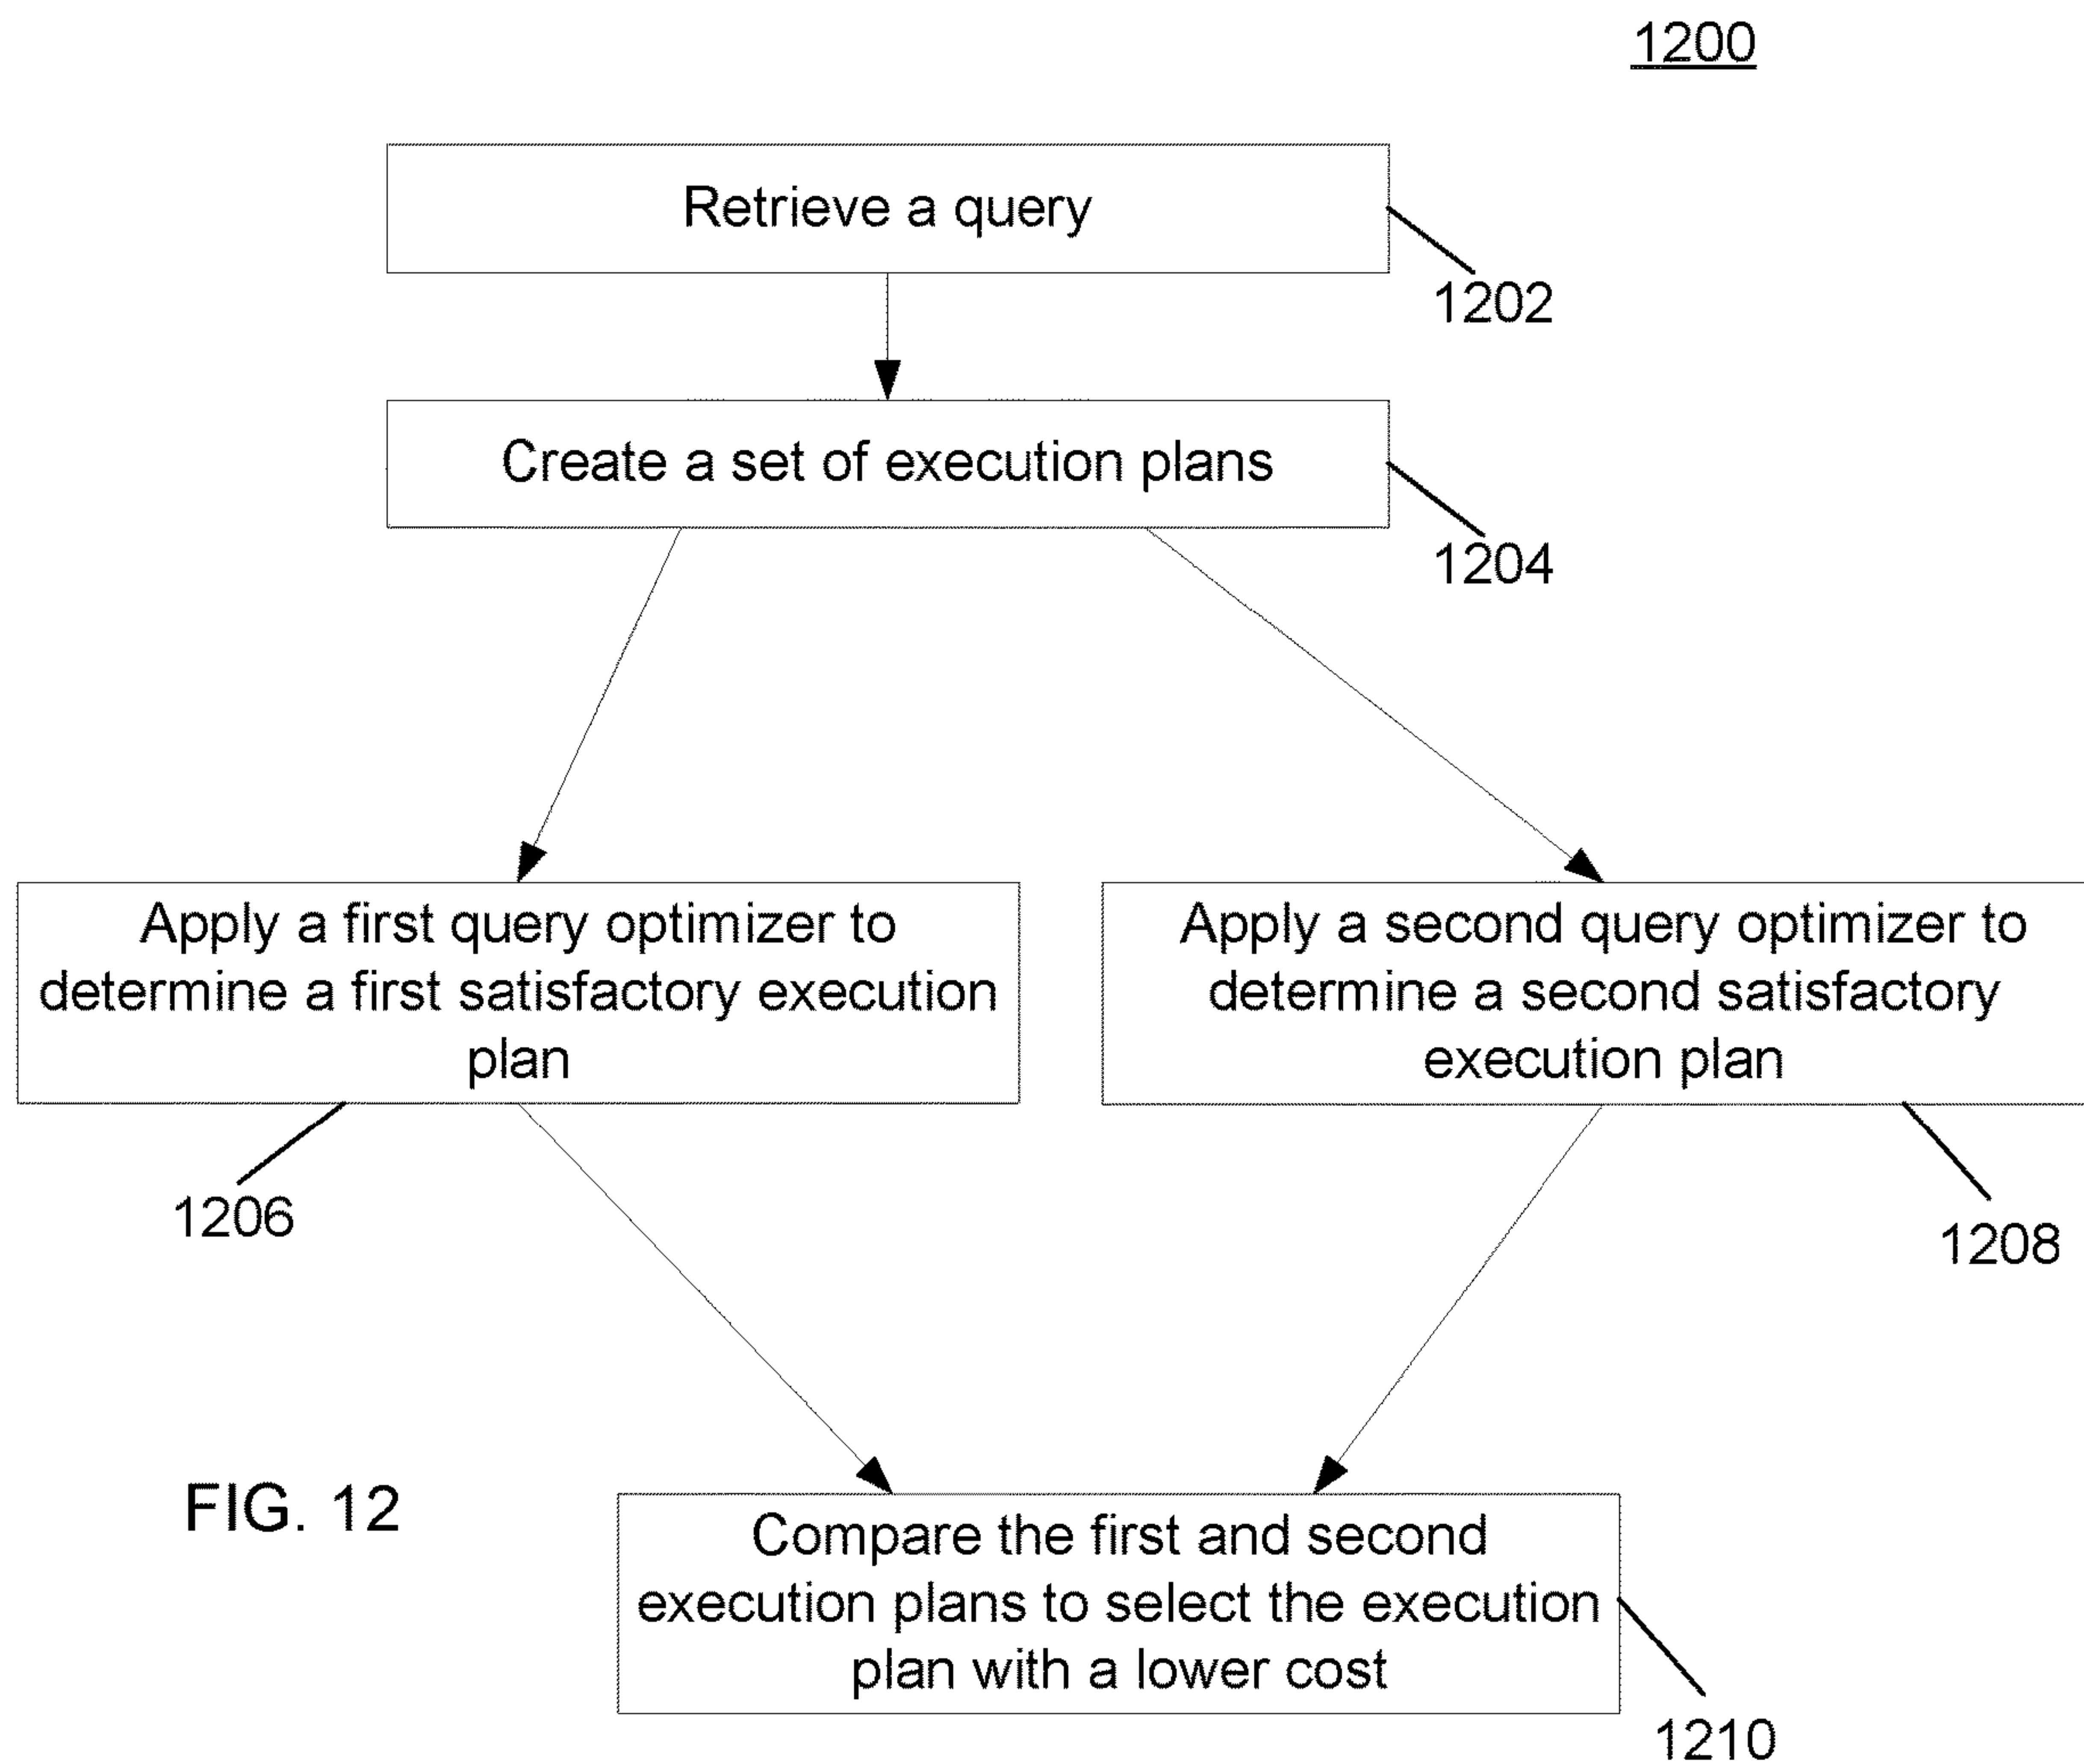 1200
Retrieve a query
1202
Create a set of execution plans
1204
Apply a first query optimizer to
determine a first satisfactory execution
plan
Apply a second query optimizer to
determine a second satisfactory
execution plan
1206
1208
FIG. 12
Compare the first and second
execution plans to select the execution
plan with a lower cost
1210